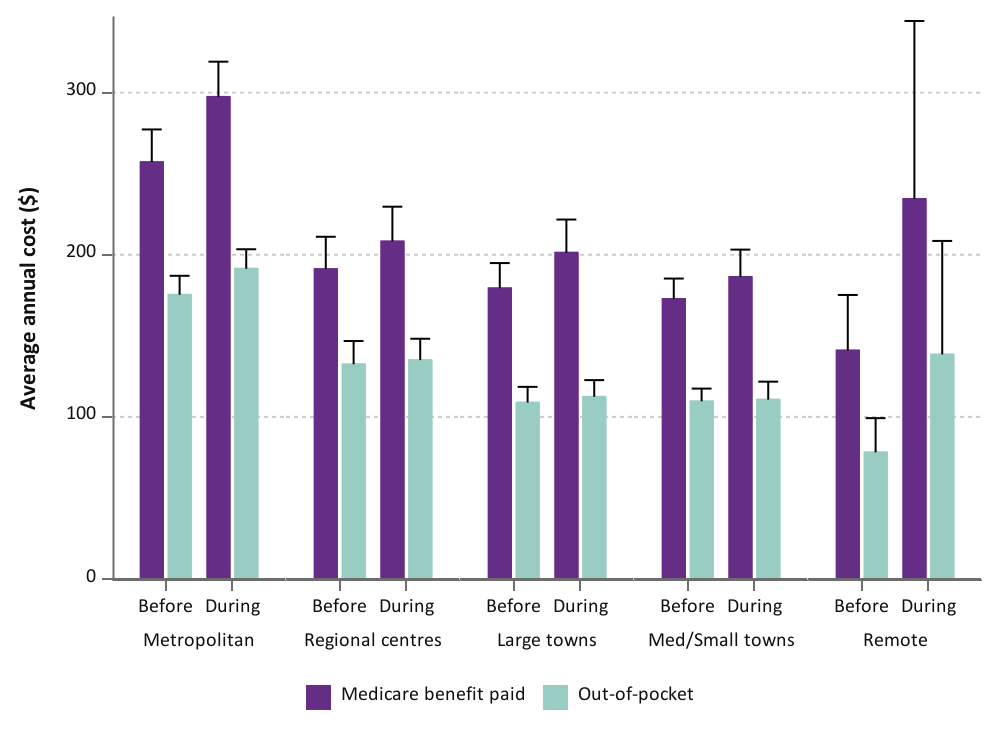 Average annual cost ($)
300
200
100
0
Before During Before During Before During Before During Before During
Metropolitan Regional centres Large towns Med/Small towns Remote
Medicare benefit paid Out-of-pocket